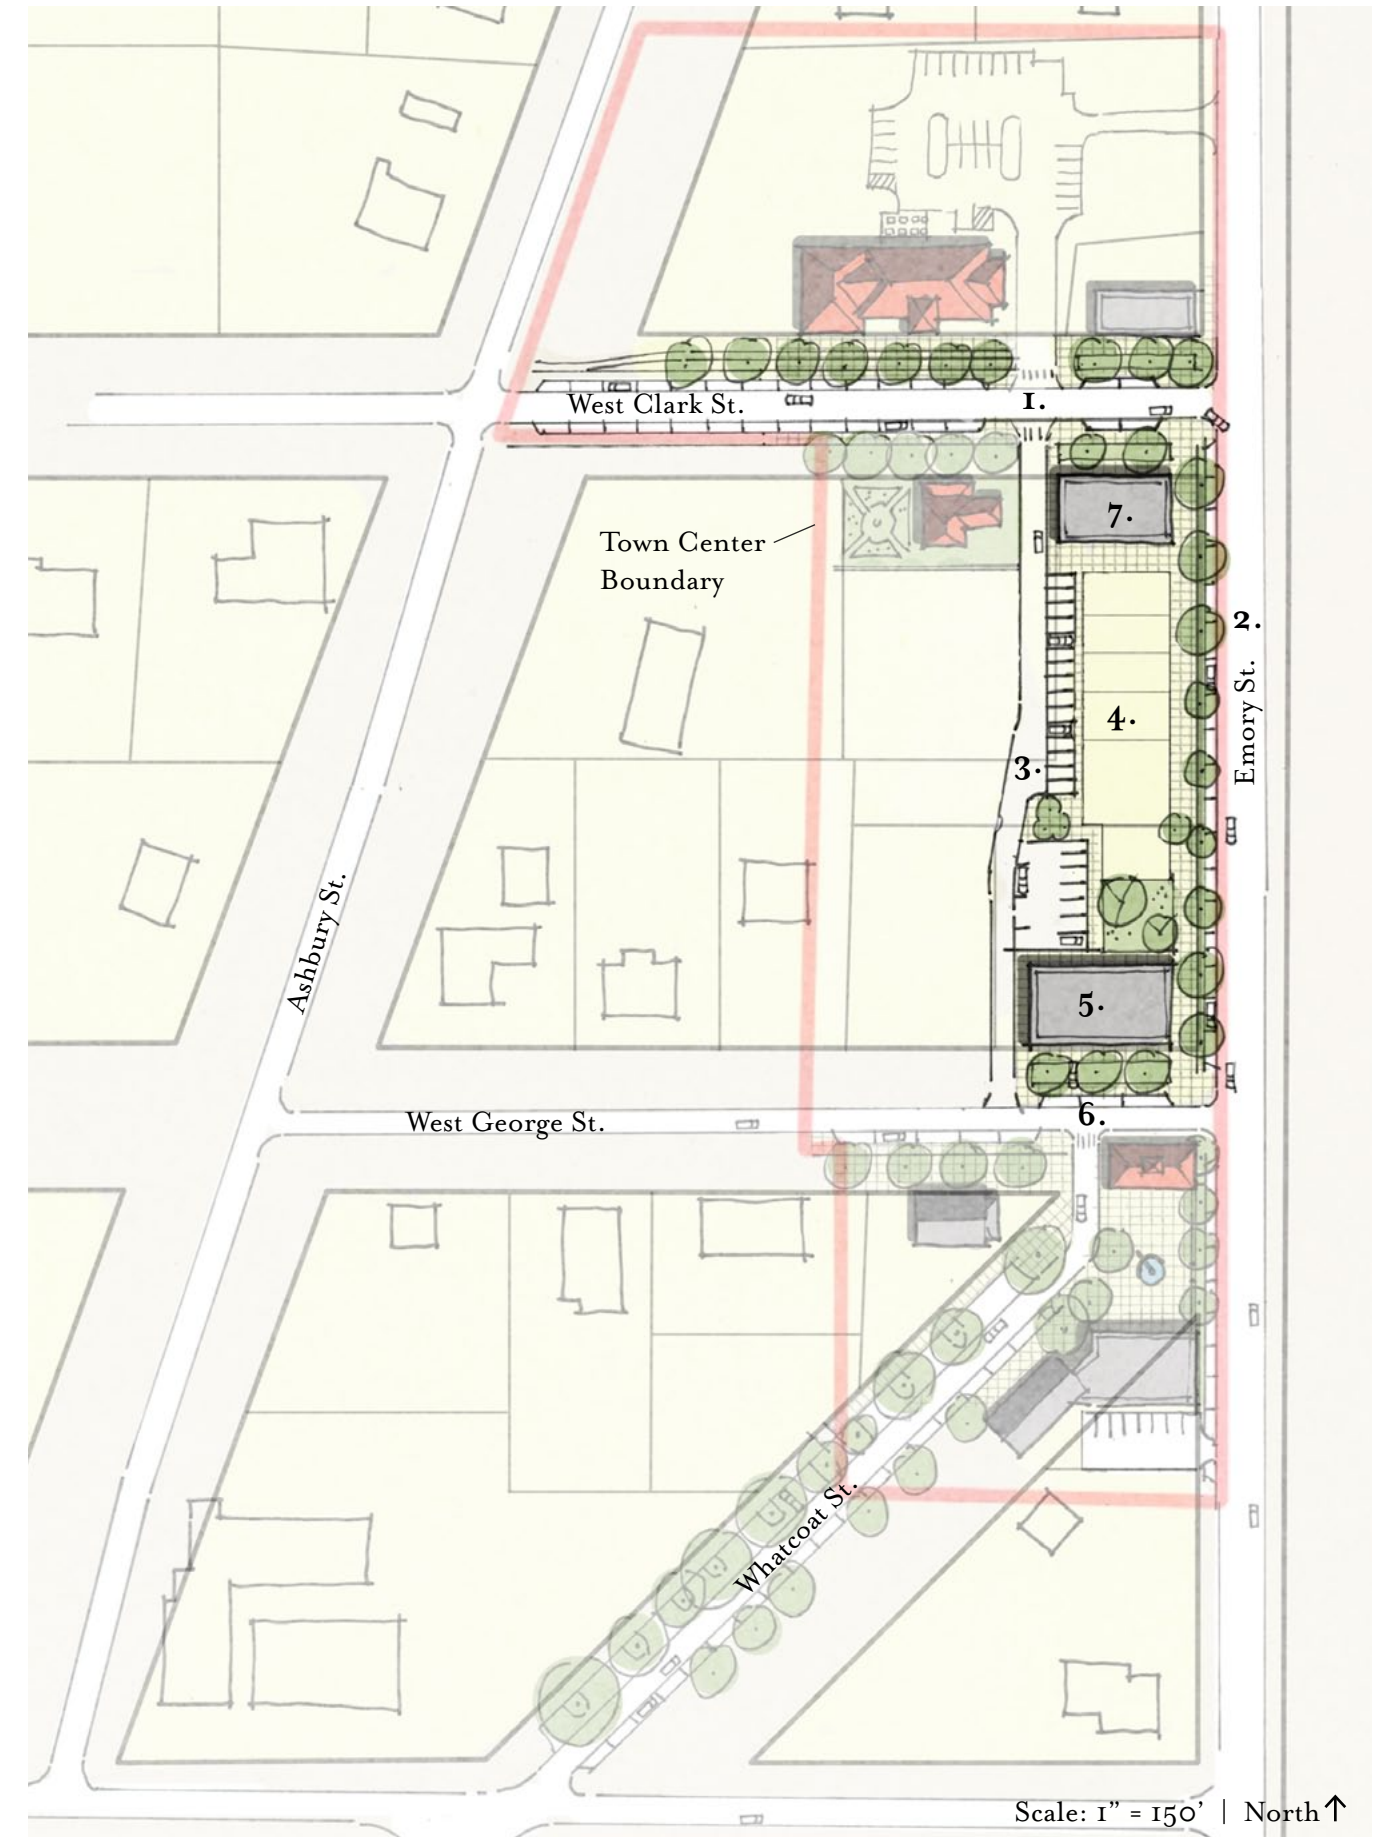 West Clark St.
1.
7.
Town Center
Boundary
2.
Emory St.
4.
3.
Ashbury St.
5.
West George St.
6.
Whatcoat St.
Scale: 1” = 150’ | North ↑